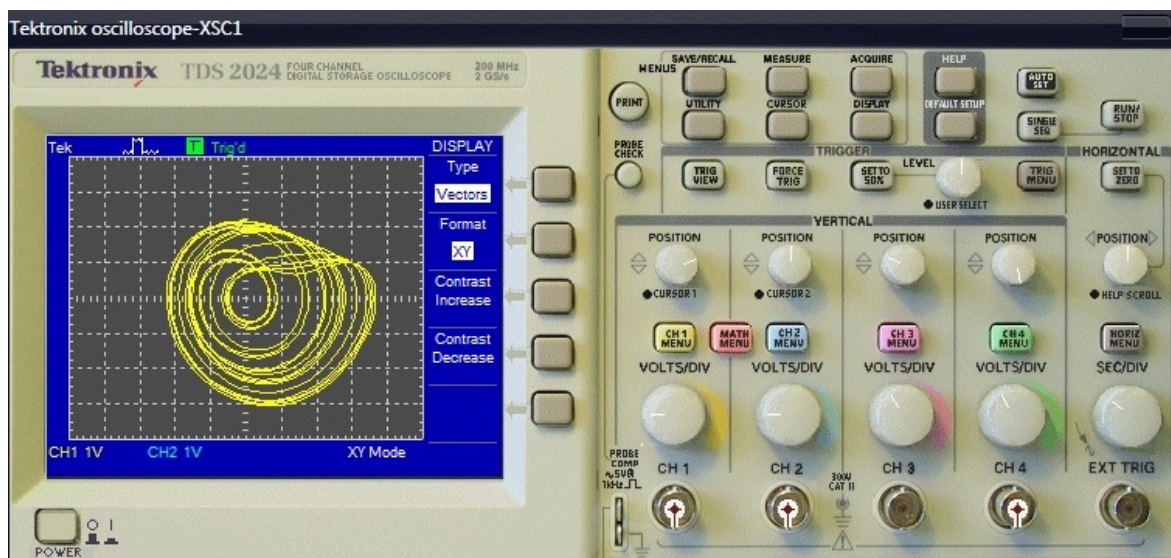 Tektronix oscilloscope-XSC1
Tektronix TDS 2024 FOUR CHANNEL DIGITAL STORAGE OSCILLOSCOPE 200 MHz 2 GS/s
Tek T Trig'd DISPLAY
Type
Vectors
Format
XY
Contrast
Increase
Contrast
Decrease
CH1 1V CH2 1V XY Mode
POWER
MENUS
SAVE/RECALL MEASURE ACQUIRE HELP
AUTO SET
PRINT
UTILITY CURSOR DISPLAY DEFAULT SETUP
SINGLE SEQ
RUN/ STOP
PROBE CHECK
TRIGGER
HORIZONTAL
TRIG VIEW
FORCE TRIG
SET TO 50%
LEVEL
TRIG MENU
SET TO ZERO
USER SELECT
VERTICAL
POSITION POSITION POSITION POSITION POSITION
CURSOR 1 CURSOR 2 HELP SCROLL
CH 1 MENU
MATH MENU
CH 2 MENU
CH 3 MENU
CH 4 MENU
HORIZ MENU
VOLTS/DIV VOLTS/DIV VOLTS/DIV VOLTS/DIV SEC/DIV
PROBE COMP
~5V
1kHz
CH 1 CH 2 CH 3 CH 4 EXT TRIG
300V
CAT II